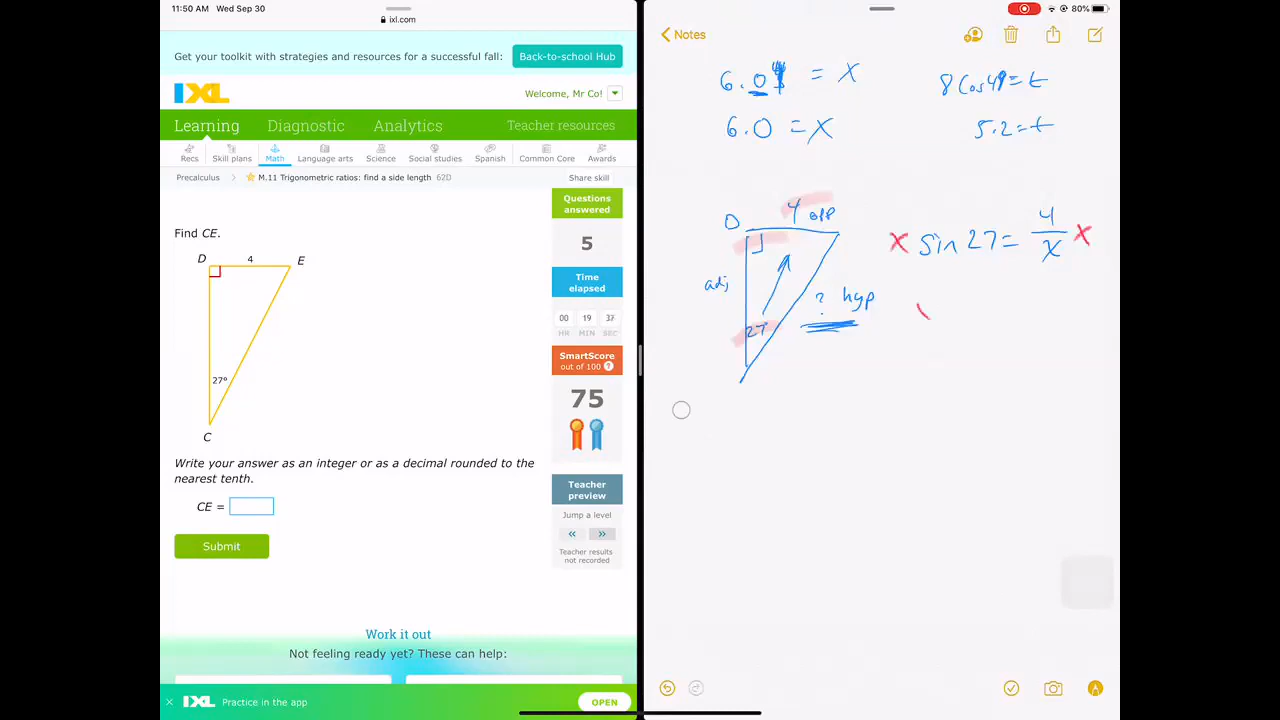 11:50 AM Wed Sep 30
ixl.com
80%
Get your toolkit with strategies and resources for a successful fall:
Back-to-school Hub
IXL
Welcome, Mr Co!
Learning
Diagnostic
Analytics
Teacher resources
Recs
Skill plans
Math
Language arts
Science
Social studies
Spanish
Common Core
Awards
Precalculus
M.11 Trigonometric ratios: find a side length 62D
Share skill
Find CE.
D
4
E
27°
C
Write your answer as an integer or as a decimal rounded to the
nearest tenth.
CE =
Submit
Questions
answered
5
Time
elapsed
00 19 37
HR MIN SEC
SmartScore
out of 100 ?
75
Teacher
preview
Jump a level
« »
Teacher results
not recorded
Work it out
Not feeling ready yet? These can help:
× IXL Practice in the app
OPEN
Notes
= x
6.0 = x
5.2 = t
D
4 opp
adj
27
? hyp
x sin 27 = 4/x x